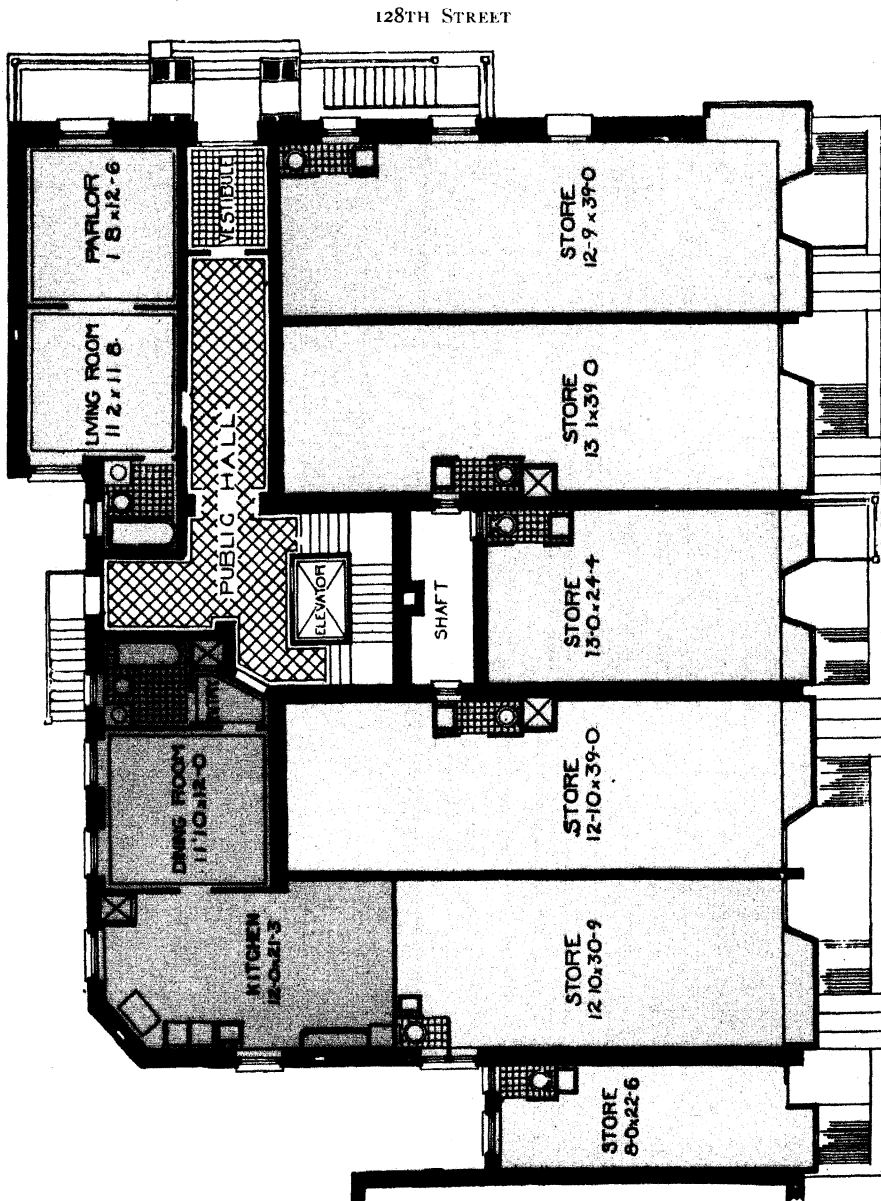 128TH STREET
PARLOR
1 8 x 12-6
VESTIBULE
STORE
12-9 x 39-0
LIVING ROOM
11 2 x 11 8
PUBLIC HALL
STORE
13 1 x 39 0
ELEVATOR
SHAFT
STORE
13-0 x 24-4
DINING ROOM
11'10 x 12-0
STORE
12-10 x 39-0
KITCHEN
12-0 x 21-3
STORE
12 10 x 30-9
STORE
8-0 x 22-6